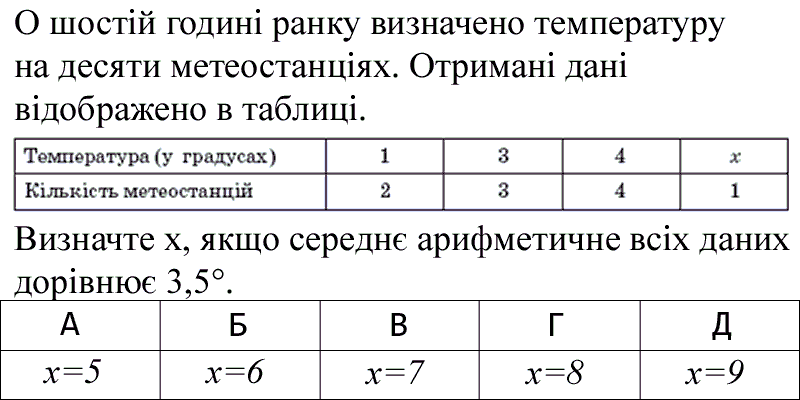 О шостій годині ранку визначено температуру
на десяти метеостанціях. Отримані дані
відображено в таблиці.
Температура (у градусах) 1 3 4 x
Кількість метеостанцій 2 3 4 1
Визначте х, якщо середнє арифметичне всіх даних
дорівнює 3,5°.
А Б В Г Д
x=5 x=6 x=7 x=8 x=9